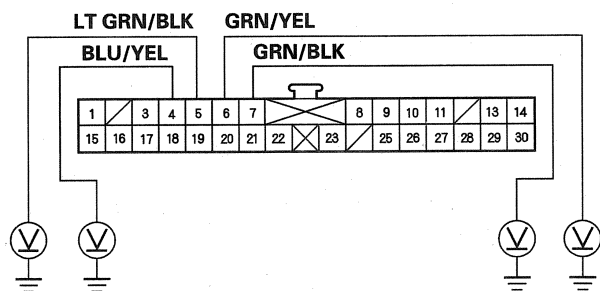 LT GRN/BLK GRN/YEL
BLU/YEL GRN/BLK
1 3 4 5 6 7 8 9 10 11 13 14
15 16 17 18 19 20 21 22 23 25 26 27 28 29 30
V V V V